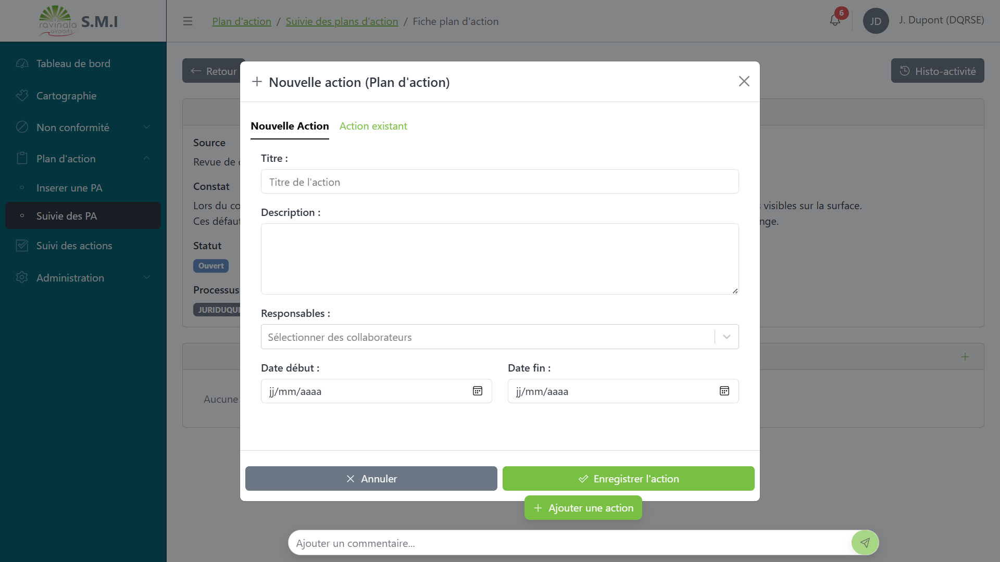 ravinala
airports
S.M.I
Plan d'action / Suivie des plans d'action / Fiche plan d'action
6
JD
J. Dupont (DQRSE)
Tableau de bord
Cartographie
Non conformité
Plan d'action
Inserer une PA
Suivie des PA
Suivi des actions
Administration
Retour
Histo-activité
Source
Revue de
Constat
Lors du co
visibles sur la surface.
Ces défaut
nge.
Statut
Ouvert
Processus
JURIDUQU
Aucune
Nouvelle action (Plan d'action)
Nouvelle Action
Action existant
Titre :
Titre de l'action
Description :
Responsables :
Sélectionner des collaborateurs
Date début :
Date fin :
jj/mm/aaaa
jj/mm/aaaa
Annuler
Enregistrer l'action
Ajouter une action
Ajouter un commentaire...